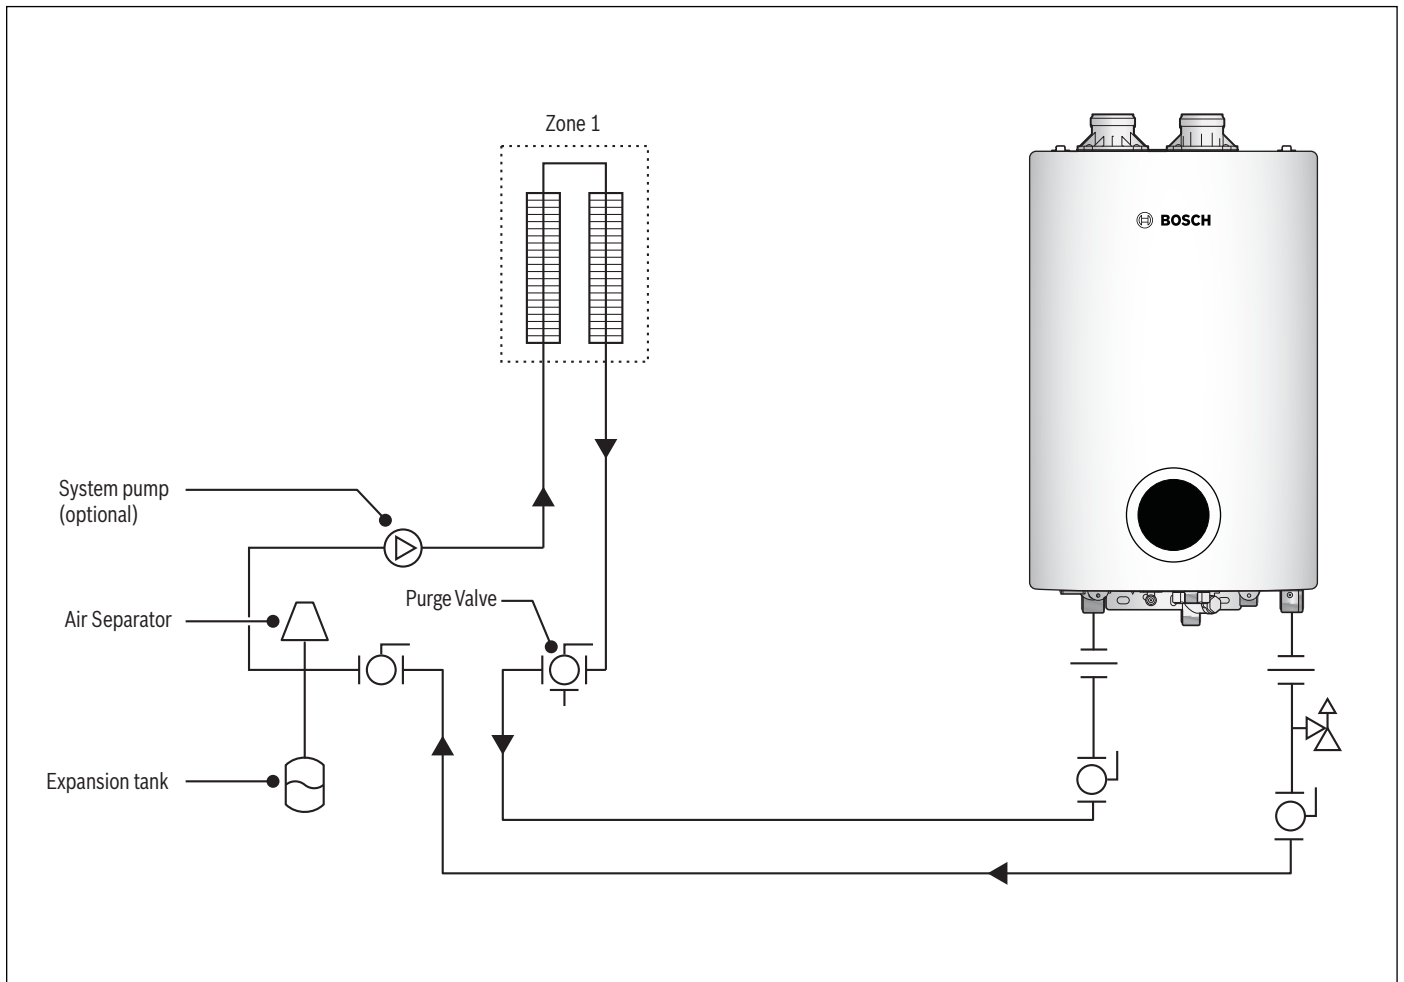 Zone 1
BOSCH
System pump
(optional)
Purge Valve
Air Separator
Expansion tank